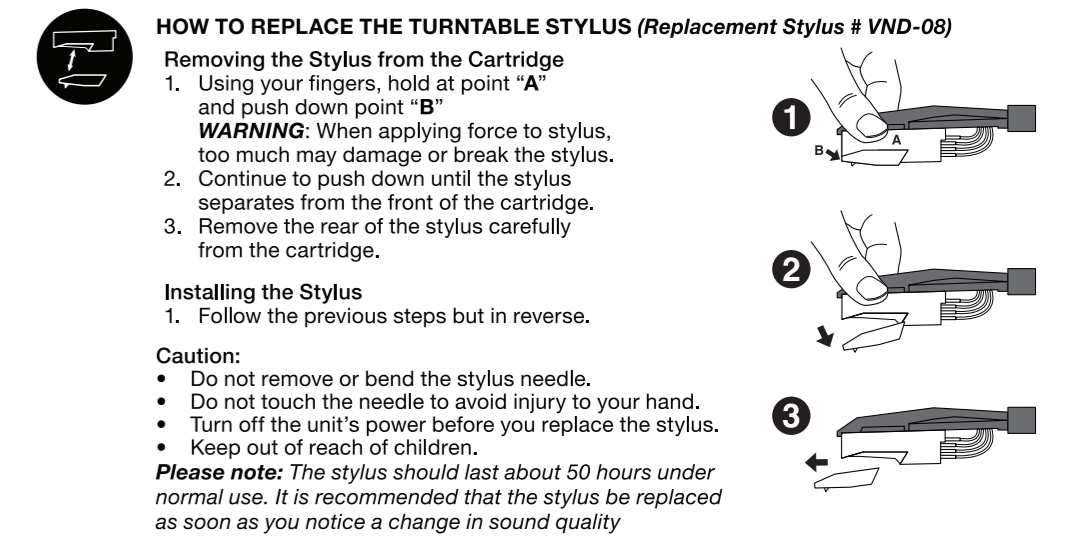 HOW TO REPLACE THE TURNTABLE STYLUS (Replacement Stylus # VND-08)
Removing the Stylus from the Cartridge
1. Using your fingers, hold at point “A”
and push down point “B”
WARNING: When applying force to stylus,
too much may damage or break the stylus.
2. Continue to push down until the stylus
separates from the front of the cartridge.
3. Remove the rear of the stylus carefully
from the cartridge.
Installing the Stylus
1. Follow the previous steps but in reverse.
Caution:
• Do not remove or bend the stylus needle.
• Do not touch the needle to avoid injury to your hand.
• Turn off the unit’s power before you replace the stylus.
• Keep out of reach of children.
Please note: The stylus should last about 50 hours under
normal use. It is recommended that the stylus be replaced
as soon as you notice a change in sound quality
1
A
B
2
3